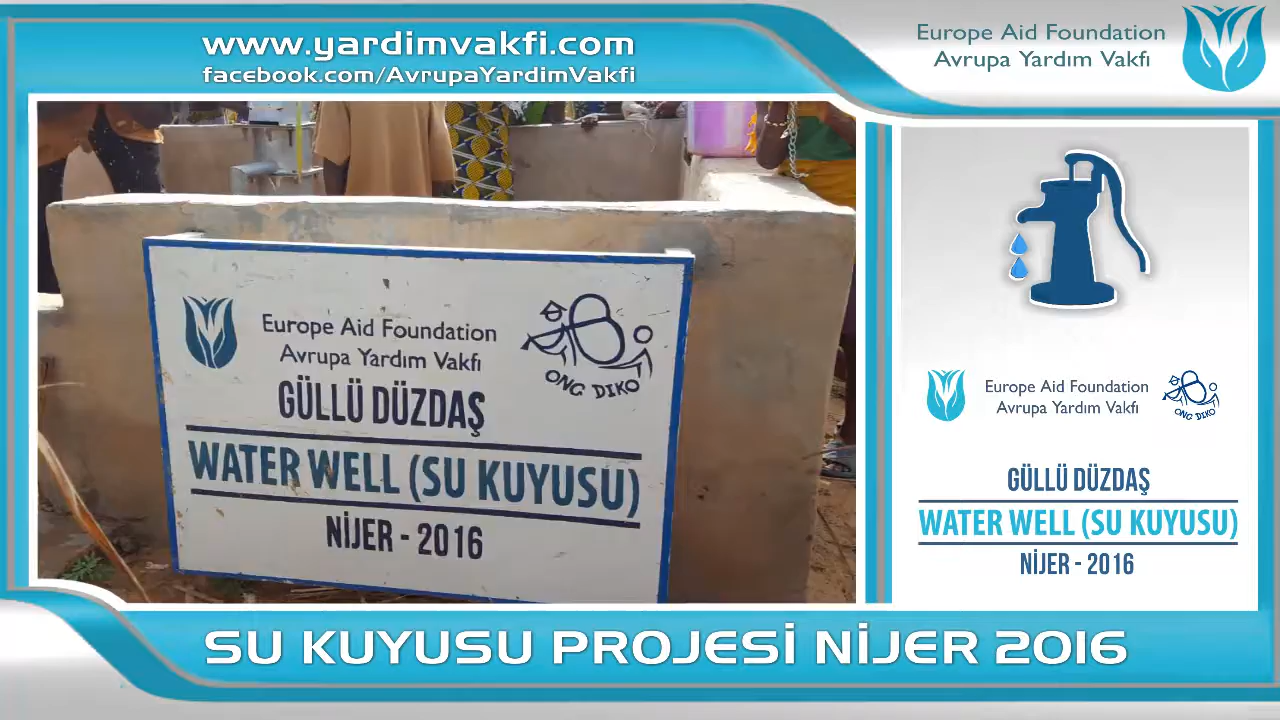 www.yardimvakfi.com
facebook.com/AvrupaYardimVakfi
Europe Aid Foundation
Avrupa Yardım Vakfı
Europe Aid Foundation
Avrupa Yardım Vakfı
ONG DIKO
GÜLLÜ DÜZDAŞ
WATER WELL (SU KUYUSU)
NİJER - 2016
Europe Aid Foundation
Avrupa Yardım Vakfı
ONG DIKO
GÜLLÜ DÜZDAŞ
WATER WELL (SU KUYUSU)
NİJER - 2016
SU KUYUSU PROJESİ NİJER 2016